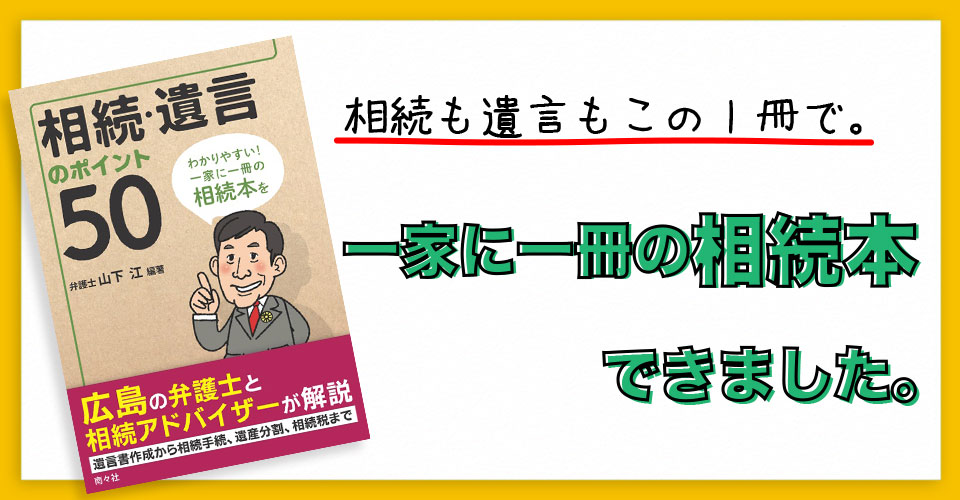 相続・遺言
のポイント
50
わかりやすい!
一家に一冊の
相続本を
弁護士 山下 江 編著
広島の弁護士と
相続アドバイザーが解説
遺言書作成から相続手続、遺産分割、相続税まで
南々社
相続も遺言もこの1冊で。
一家に一冊の相続本
できました。